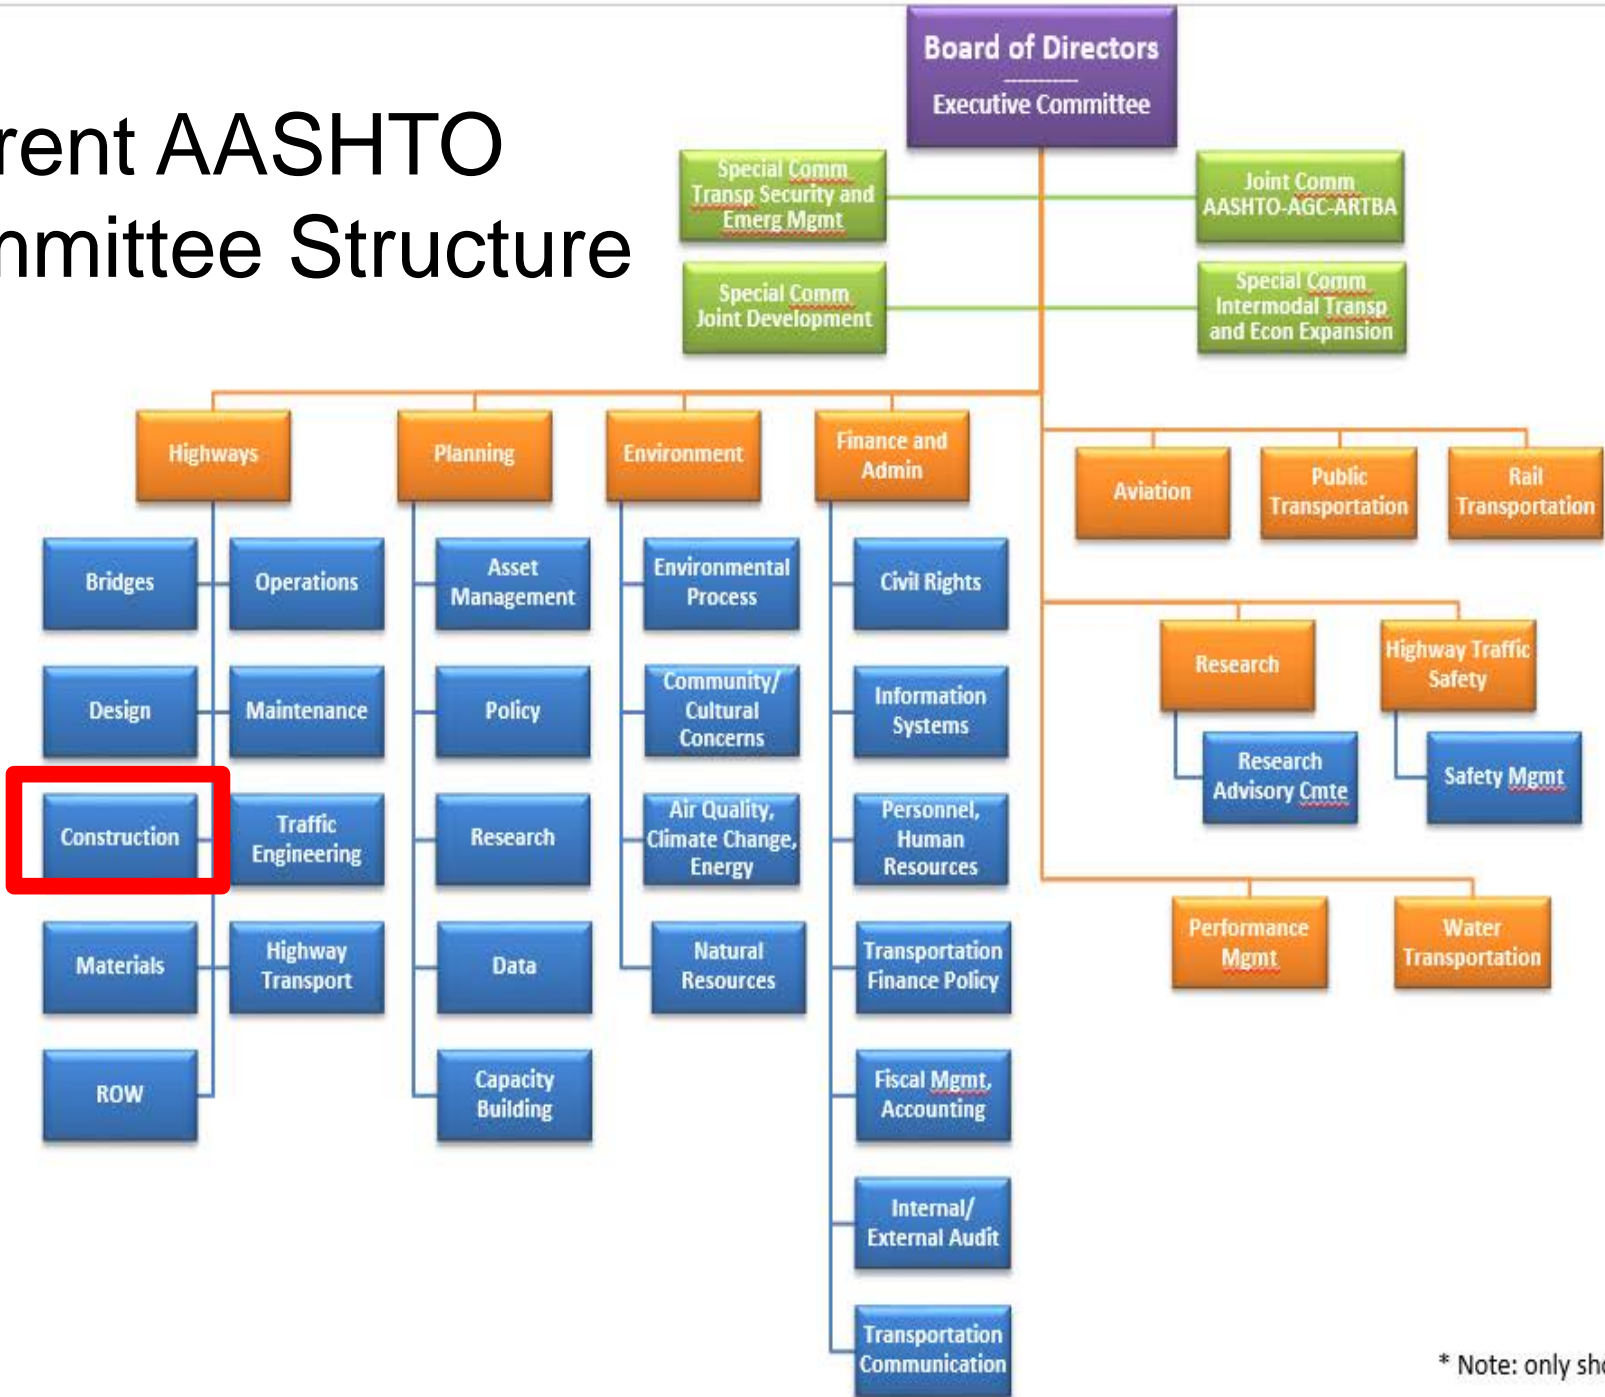 rent AASHTO
mmittee Structure
Board of Directors
-----------
Executive Committee
Special Comm
Transp Security and
Emerg Mgmt
Joint Comm
AASHTO-AGC-ARTBA
Special Comm
Joint Development
Special Comm
Intermodal Transp
and Econ Expansion
Highways
Planning
Environment
Finance and
Admin
Aviation
Public
Transportation
Rail
Transportation
Bridges
Operations
Asset
Management
Environmental
Process
Civil Rights
Research
Highway Traffic
Safety
Design
Maintenance
Policy
Community/
Cultural
Concerns
Information
Systems
Research
Advisory Cmte
Safety Mgmt
Construction
Traffic
Engineering
Research
Air Quality,
Climate Change,
Energy
Personnel,
Human
Resources
Performance
Mgmt
Water
Transportation
Materials
Highway
Transport
Data
Natural
Resources
Transportation
Finance Policy
ROW
Capacity
Building
Fiscal Mgmt,
Accounting
Internal/
External Audit
Transportation
Communication
* Note: only sho